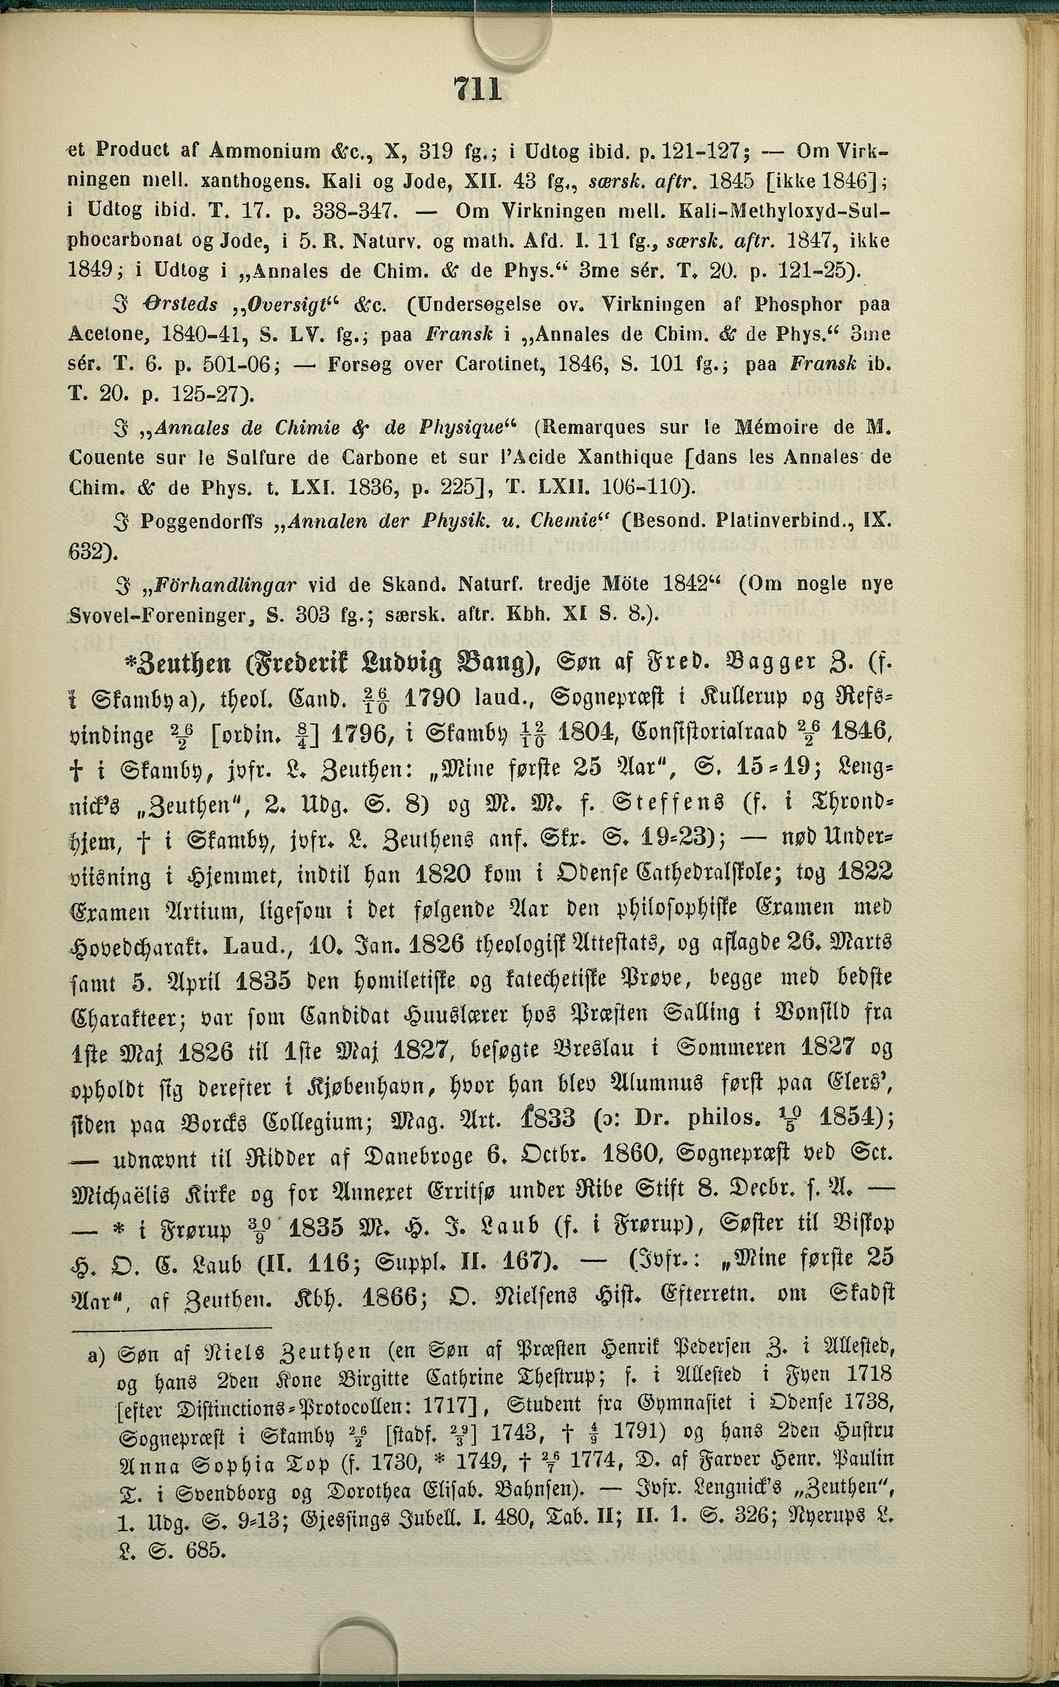 711
et Product af Ammonium &c., X, 319 fg.; i Udtog ibid. p. 121-127; — Om Virk-
ningen mell. xanthogens. Kali og Jode, XII. 43 fg., særsk. aftr. 1845 [ikke 1846];
i Udtog ibid. T. 17. p. 338-347. — Om Virkningen mell. Kali-Methyloxyd-Sul-
phocarbonat og Jode, i 5. R. Naturv. og math. Afd. I. 11 fg., særsk. aftr. 1847, ikke
1849; i Udtog i „Annales de Chim. & de Phys.“ 3me sér. T. 20. p. 121-25).
I Ørsteds „Oversigt“ &c. (Undersøgelse ov. Virkningen af Phosphor paa
Acetone, 1840-41, S. LV. fg.; paa Fransk i „Annales de Chim. & de Phys.“ 3me
sér. T. 6. p. 501-06; — Forsøg over Carotinet, 1846, S. 101 fg.; paa Fransk ib.
T. 20. p. 125-27).
I „Annales de Chimie & de Physique“ (Remarques sur le Mémoire de M.
Couente sur le Sulfure de Carbone et sur l'Acide Xanthique [dans les Annales de
Chim. & de Phys. t. LXI. 1836, p. 225], T. LXII. 106-110).
I Poggendorffs „Annalen der Physik. u. Chemie“ (Besond. Platinverbind., IX.
632).
I „Förhandlingar vid de Skand. Naturf. tredje Möte 1842“ (Om nogle nye
Svovel-Foreninger, S. 303 fg.; særsk. aftr. Kbh. XI S. 8.).
*Zeuthen (Frederik Ludvig Bang), Søn af Fred. Bagger Z. (f.
i Skamby a), theol. Cand. 26/10 1790 laud., Sognepræst i Kullerup og Refs-
vindinge 26/2 [ordin. 8/4] 1796, i Skamby 12/10 1804, Consistorialraad 26/2 1846,
† i Skamby, jvfr. L. Zeuthen: „Mine første 25 Aar“, S. 15-19; Leng-
nick's „Zeuthen“, 2. Udg. S. 8) og M. M. f. Steffens (f. i Thrond-
hjem, † i Skamby, jvfr. L. Zeuthens anf. Skr. S. 19-23); — nød Under-
viisning i Hjemmet, indtil han 1820 kom i Odense Cathedralskole; tog 1822
Examen Artium, ligesom i det følgende Aar den philosophiske Examen med
Hovedcharakt. Laud., 10. Jan. 1826 theologisk Attestats, og aflagde 26. Marts
samt 5. April 1835 den homiletiske og katechetiske Prøve, begge med bedste
Charakteer; var som Candidat Huuslærer hos Præsten Salling i Vonsild fra
1ste Maj 1826 til 1ste Maj 1827, besøgte Breslau i Sommeren 1827 og
opholdt sig derefter i Kjøbenhavn, hvor han blev Alumnus først paa Elers',
siden paa Borcks Collegium; Mag. Art. 1833 (ɔ: Dr. philos. 10/5 1854);
— udnævnt til Ridder af Danebroge 6. Octbr. 1860, Sognepræst ved Sct.
Michaëlis Kirke og for Annexet Erritsø under Ribe Stift 8. Decbr. s. A. —
— * i Frørup 30/9 1835 M. H. J. Laub (f. i Frørup), Søster til Biskop
H. O. C. Laub (II. 116; Suppl. II. 167). — (Jvfr.: „Mine første 25
Aar“, af Zeuthen. Kbh. 1866; O. Nielsens Hist. Efterretn. om Skadst
a) Søn af Niels Zeuthen (en Søn af Præsten Henrik Pedersen Z. i Allested,
og hans 2den Kone Birgitte Cathrine Thestrup; f. i Allested i Fyen 1718
[efter Distinctions-Protocollen: 1717], Student fra Gymnasiet i Odense 1738,
Sognepræst i Skamby 26/2 [stadf. 29/3] 1743, † 4/9 1791) og hans 2den Hustru
Anna Sophia Top (f. 1730, * 1749, † 26/7 1774, D. af Farver Henr. Paulin
T. i Svendborg og Dorothea Elisab. Bahnsen). — Jvfr. Lengnick's „Zeuthen“,
1. Udg. S. 9-13; Gjessings Jubell. I. 480, Tab. II; II. 1. S. 326; Nyerups L.
L. S. 685.